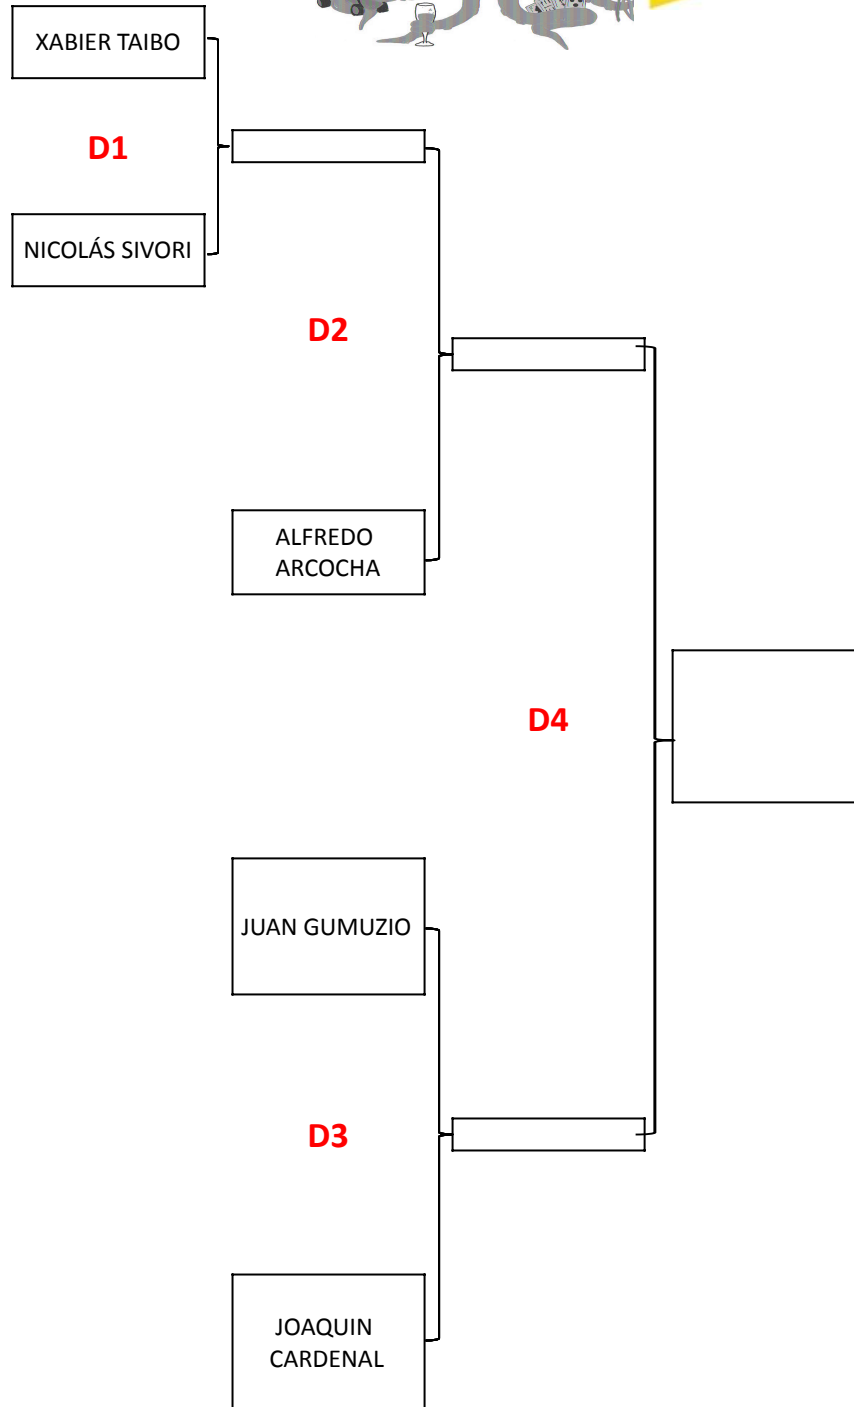 XABIER TAIBO
D1
NICOLÁS SIVORI
D2
ALFREDO
ARCOCHA
D4
JUAN GUMUZIO
D3
JOAQUIN
CARDENAL